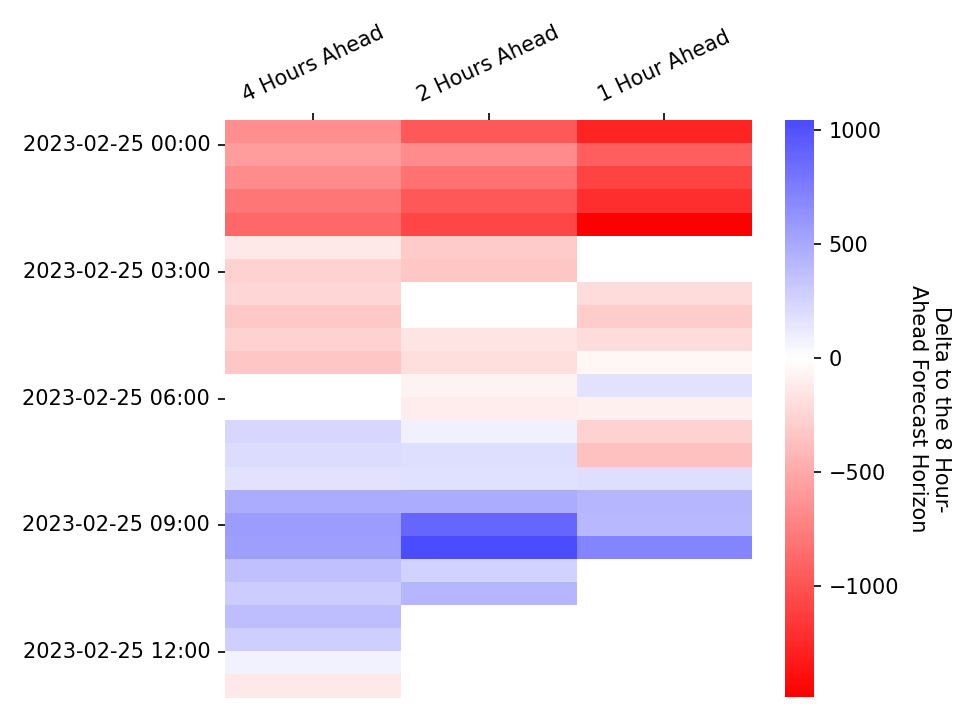 4 Hours Ahead
2 Hours Ahead
1 Hour Ahead
2023-02-25 00:00
2023-02-25 03:00
2023-02-25 06:00
2023-02-25 09:00
2023-02-25 12:00
1000
500
0
−500
−1000
Delta to the 8 Hour-
Ahead Forecast Horizon